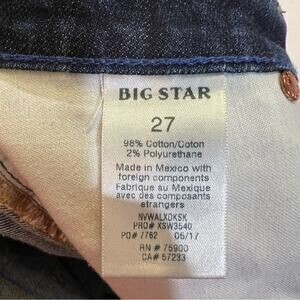 BIG STAR
27
98% Cotton/Coton
2% Polyurethane
Made in Mexico with
foreign components
Fabrique au Mexique
avec des composants
etrangers
NVWALXDKSK
PRO# XSW3540
PO# 7762 05/17
RN # 75900
CA# 57233